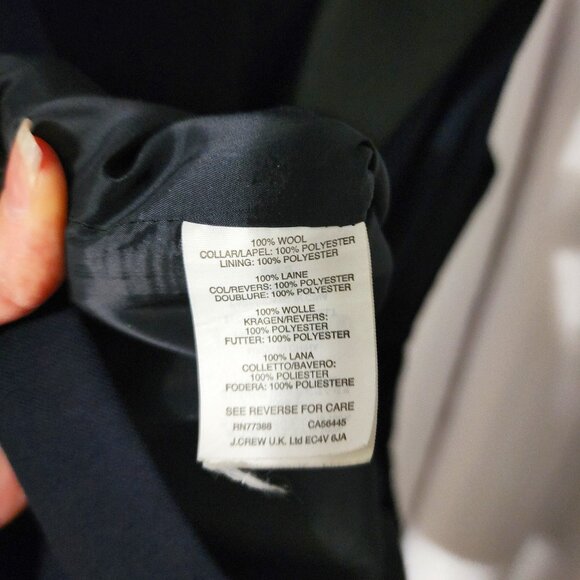 100% WOOL
COLLAR/LAPEL: 100% POLYESTER
LINING: 100% POLYESTER
100% LAINE
COL/REVERS: 100% POLYESTER
DOUBLURE: 100% POLYESTER
100% WOLLE
KRAGEN/REVERS:
100% POLYESTER
FUTTER: 100% POLYESTER
100% LANA
COLLETTO/BAVERO:
100% POLIESTER
FODERA: 100% POLIESTERE
SEE REVERSE FOR CARE
RN77388 CA56445
J.CREW U.K. Ltd EC4V 6JA